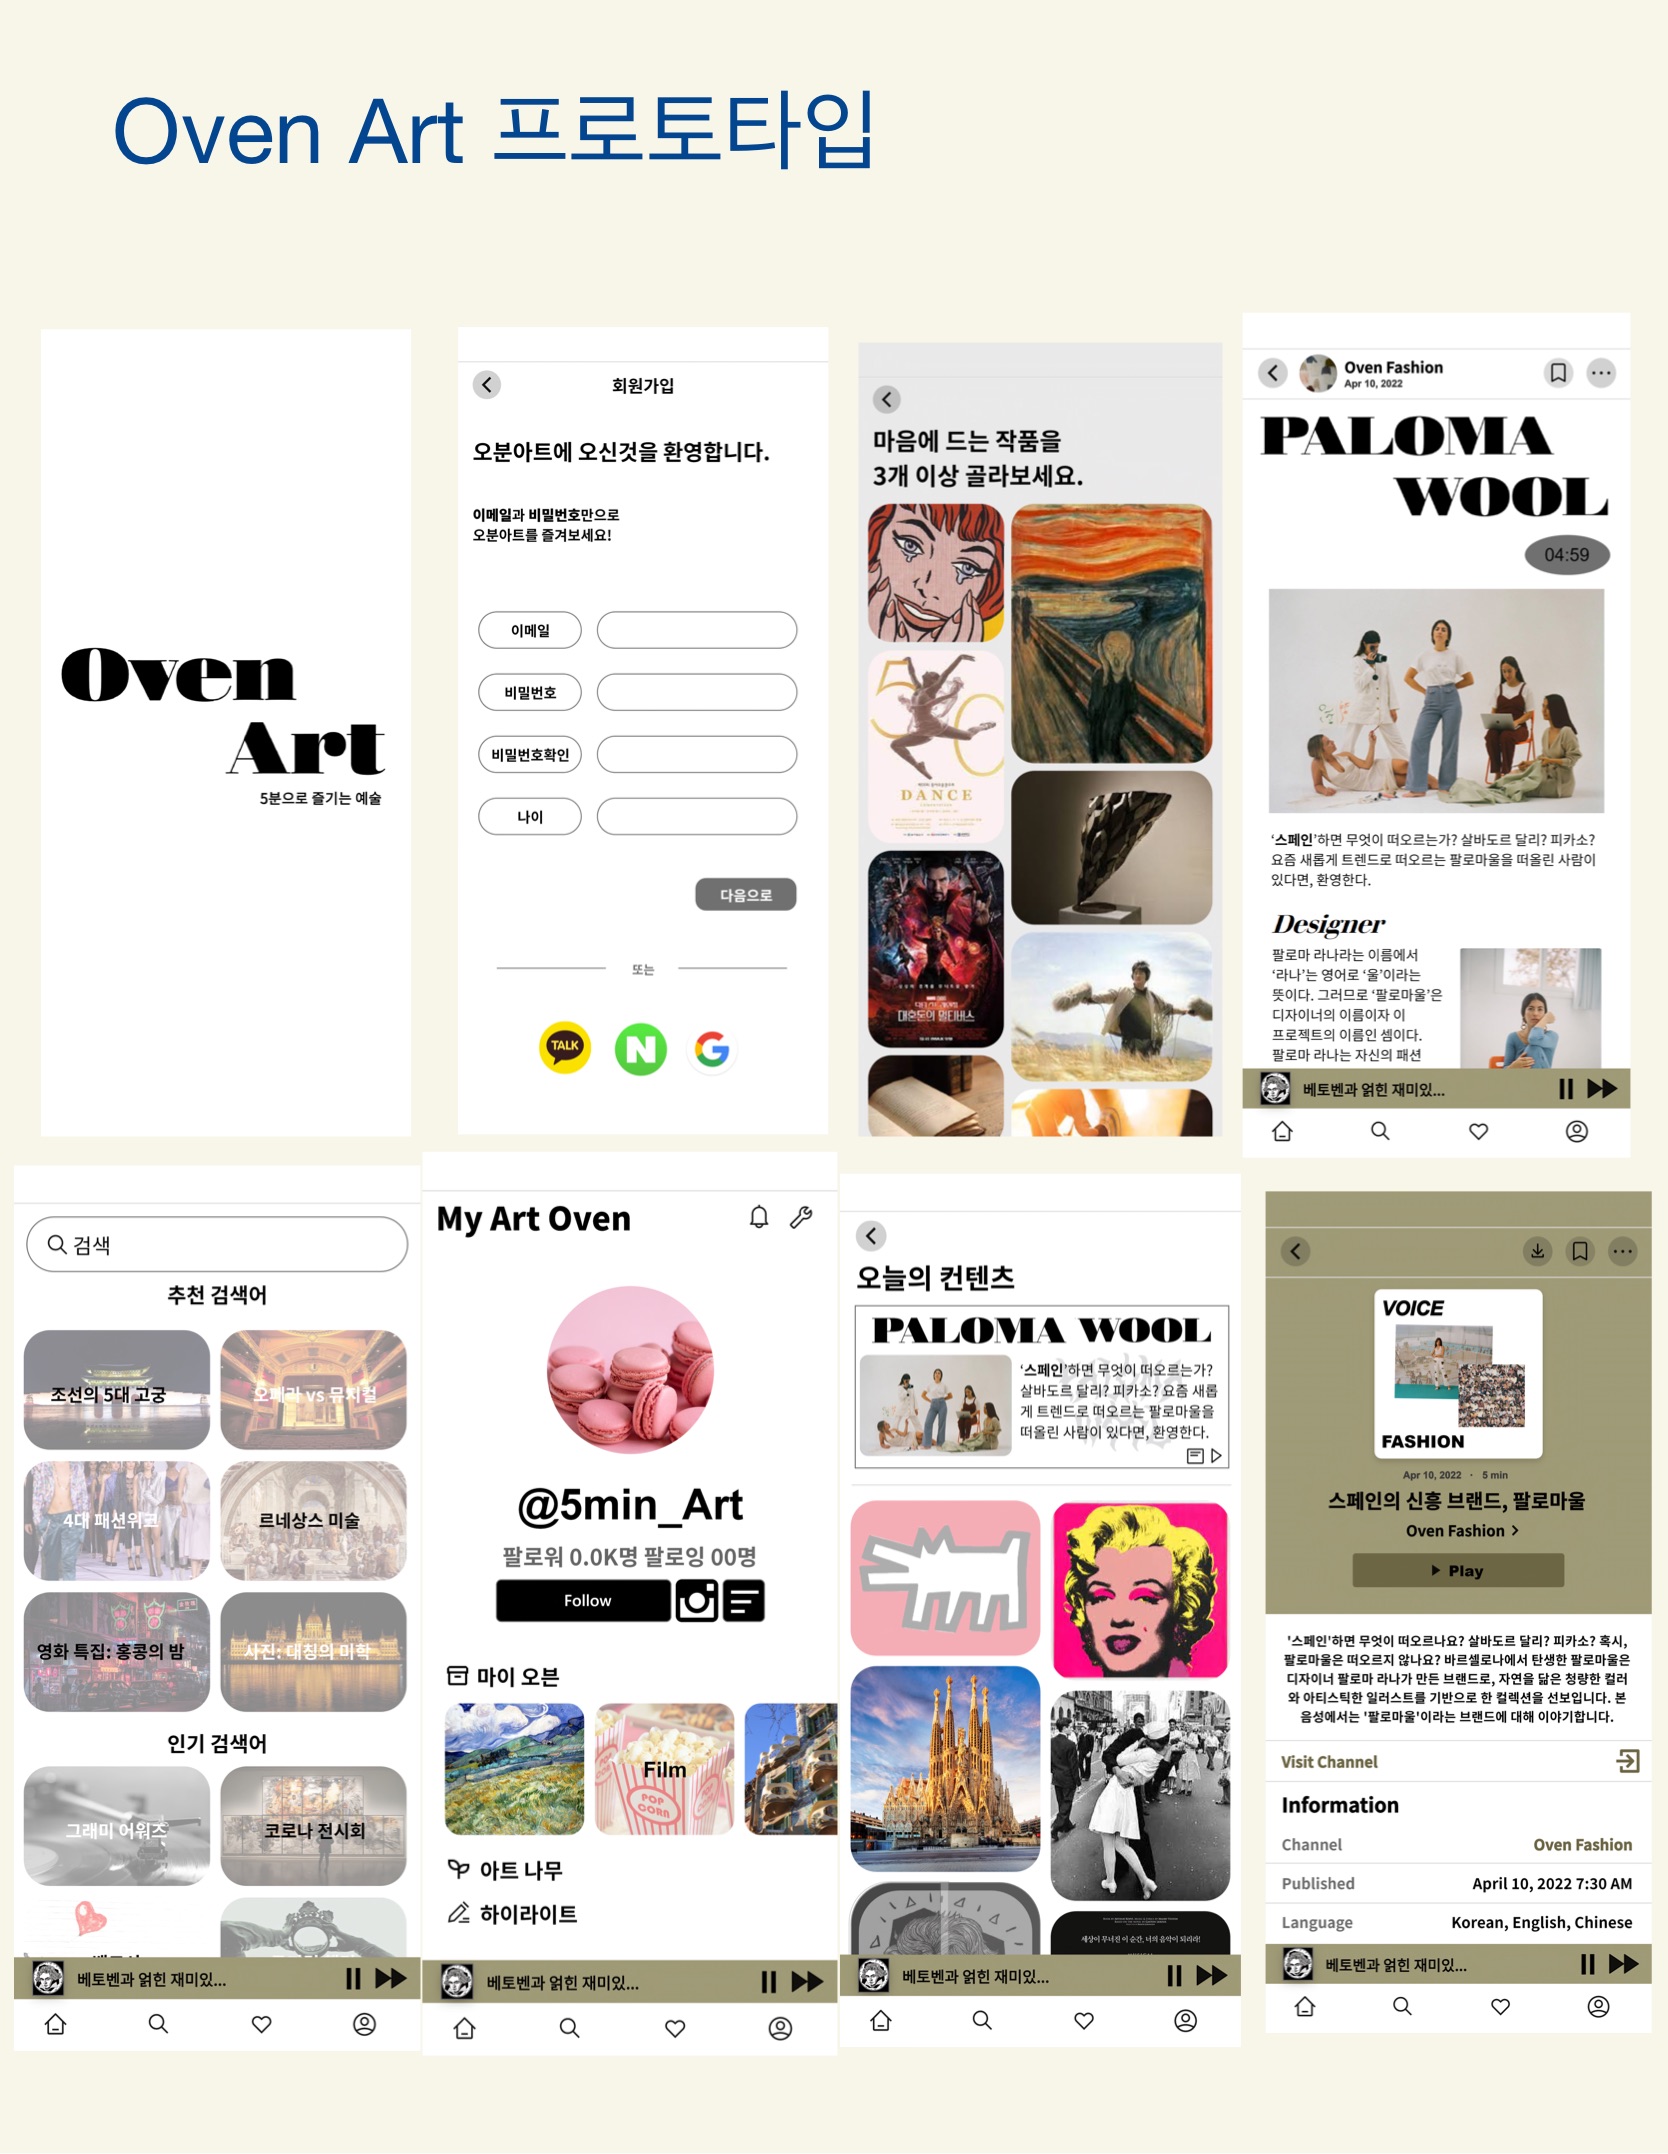 Oven Art 프로토타입
Oven
Art
5분으로 즐기는 예술
회원가입
오분아트에 오신것을 환영합니다.
이메일과 비밀번호만으로
오분아트를 즐겨보세요!
이메일
비밀번호
비밀번호확인
나이
다음으로
또는
TALK
N
G
마음에 드는 작품을
3개 이상 골라보세요.
50
DANCE
대혼돈의 멀티버스
Oven Fashion
Apr 10, 2022
PALOMA
WOOL
04:59
‘스페인’하면 무엇이 떠오르는가? 살바도르 달리? 피카소?
요즘 새롭게 트렌드로 떠오르는 팔로마울을 떠올린 사람이
있다면, 환영한다.
Designer
팔로마 라나라는 이름에서
‘라나’는 영어로 ‘울’이라는
뜻이다. 그러므로 ‘팔로마울’은
디자이너의 이름이자 이
프로젝트의 이름인 셈이다.
팔로마 라나는 자신의 패션
베토벤과 얽힌 재미있...
검색
추천 검색어
조선의 5대 고궁
오페라 vs 뮤지컬
4대 패션위크
르네상스 미술
영화 특집: 홍콩의 밤
사진: 대칭의 미학
인기 검색어
그래미 어워즈
코로나 전시회
베토벤과 얽힌 재미있...
My Art Oven
@5min_Art
팔로워 0.0K명 팔로잉 00명
Follow
마이 오븐
Film
POP
CORN
아트 나무
하이라이트
베토벤과 얽힌 재미있...
오늘의 컨텐츠
PALOMA WOOL
‘스페인’하면 무엇이 떠오르는가?
살바도르 달리? 피카소? 요즘 새롭
게 트렌드로 떠오르는 팔로마울을
떠올린 사람이 있다면, 환영한다.
세상이 무너진 이 순간, 너의 음악이 되리라!
베토벤과 얽힌 재미있...
VOICE
FASHION
Apr 10, 2022 · 5 min
스페인의 신흥 브랜드, 팔로마울
Oven Fashion
Play
'스페인'하면 무엇이 떠오르나요? 살바도르 달리? 피카소? 혹시,
팔로마울은 떠오르지 않나요? 바르셀로나에서 탄생한 팔로마울은
디자이너 팔로마 라나가 만든 브랜드로, 자연을 닮은 청량한 컬러
와 아티스틱한 일러스트를 기반으로 한 컬렉션을 선보입니다. 본
음성에서는 '팔로마울'이라는 브랜드에 대해 이야기합니다.
Visit Channel
Information
Channel
Oven Fashion
Published
April 10, 2022 7:30 AM
Language
Korean, English, Chinese
베토벤과 얽힌 재미있...